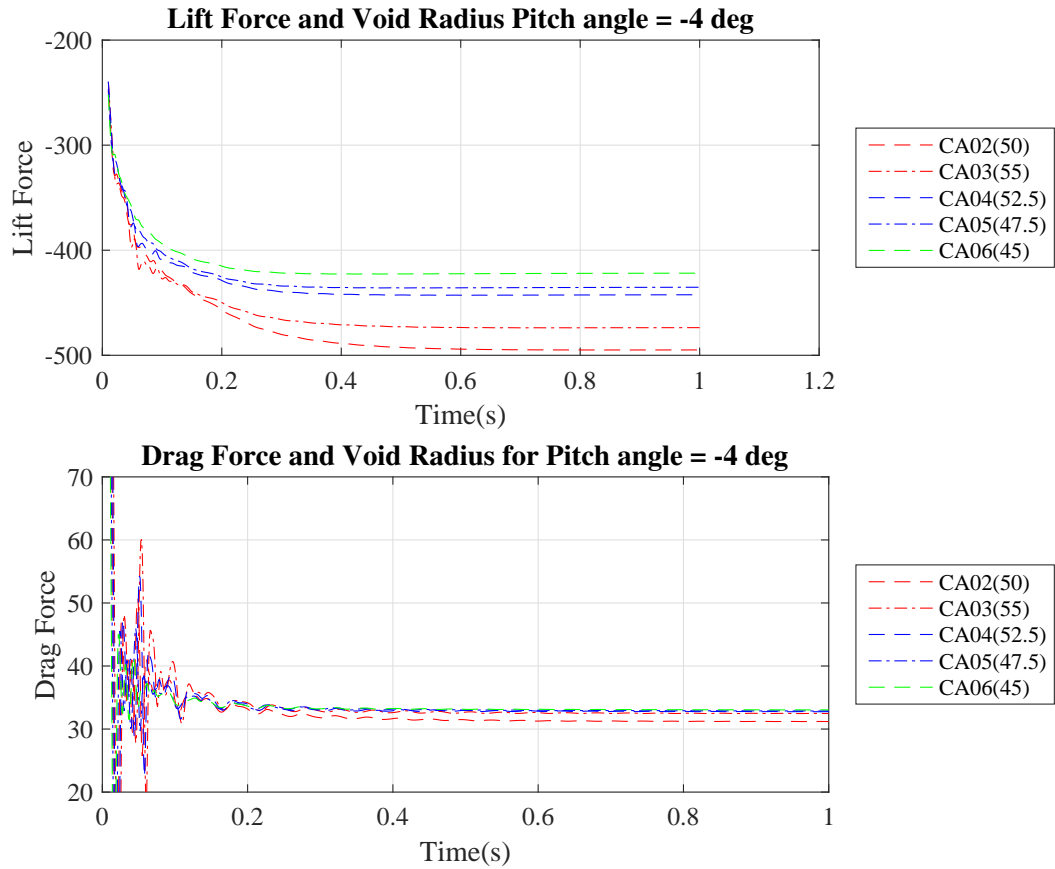 Lift Force and Void Radius Pitch angle = -4 deg
-200
-300
-400
-500
Lift Force
0 0.2 0.4 0.6 0.8 1 1.2
Time(s)
CA02(50)
CA03(55)
CA04(52.5)
CA05(47.5)
CA06(45)
Drag Force and Void Radius for Pitch angle = -4 deg
70
60
50
40
30
20
Drag Force
0 0.2 0.4 0.6 0.8 1
Time(s)
CA02(50)
CA03(55)
CA04(52.5)
CA05(47.5)
CA06(45)